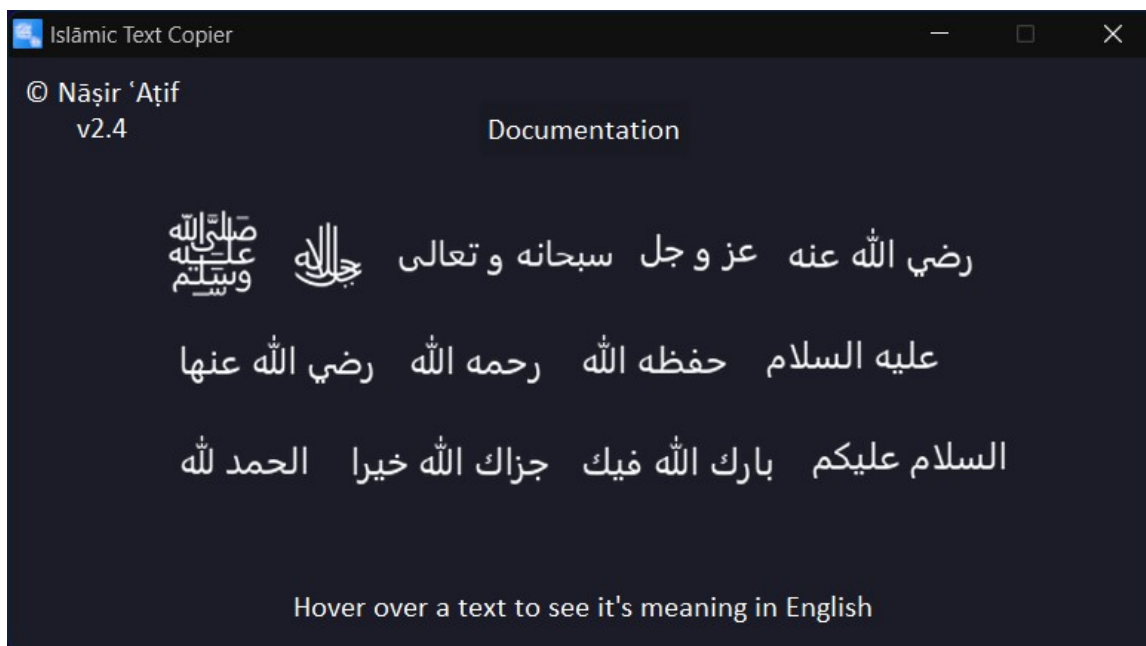 Islāmic Text Copier
© Nāṣir ʿAṭif
v2.4
Documentation
ﷺ ﷻ سبحانه و تعالى عز و جل رضي الله عنه
رضي الله عنها رحمه الله حفظه الله عليه السلام
الحمد لله جزاك الله خيرا بارك الله فيك السلام عليكم
Hover over a text to see it's meaning in English